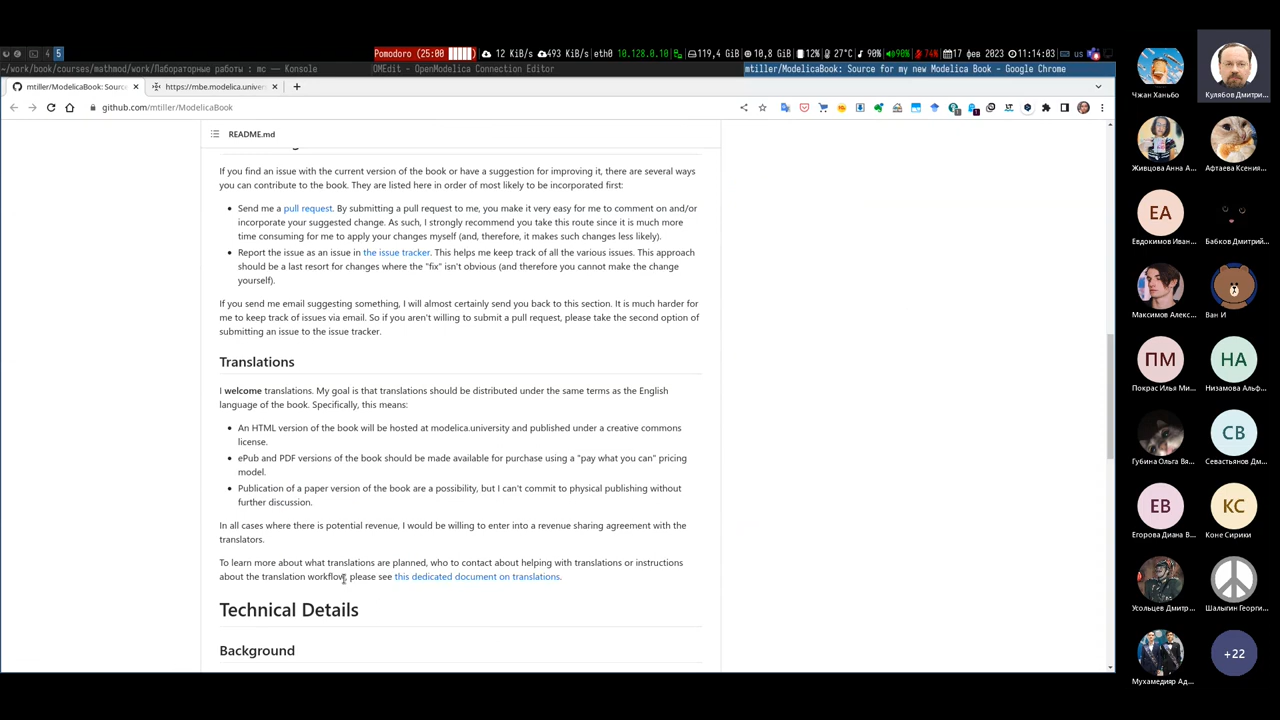 4 5
Pomodoro (25:00 12 KiB/s 493 KiB/s eth0 10.128.0.10 119,4 GiB 10,8 GiB 12% 27°C 90% 90% 74% 17 фев 2023 11:14:03 us
~/work/book/courses/mathmod/work/Лабораторные работы : mc — Konsole
OMEdit - OpenModelica Connection Editor
mtiller/ModelicaBook: Source for my new Modelica Book - Google Chrome
mtiller/ModelicaBook: Sourc
https://mbe.modelica.univer
github.com/mtiller/ModelicaBook
README.md
If you find an issue with the current version of the book or have a suggestion for improving it, there are several ways
you can contribute to the book. They are listed here in order of most likely to be incorporated first:
• Send me a pull request. By submitting a pull request to me, you make it very easy for me to comment on and/or
incorporate your suggested change. As such, I strongly recommend you take this route since it is much more
time consuming for me to apply your changes myself (and, therefore, it makes such changes less likely).
• Report the issue as an issue in the issue tracker. This helps me keep track of all the various issues. This approach
should be a last resort for changes where the "fix" isn't obvious (and therefore you cannot make the change
yourself).
If you send me email suggesting something, I will almost certainly send you back to this section. It is much harder for
me to keep track of issues via email. So if you aren't willing to submit a pull request, please take the second option of
submitting an issue to the issue tracker.
Translations
I welcome translations. My goal is that translations should be distributed under the same terms as the English
language of the book. Specifically, this means:
• An HTML version of the book will be hosted at modelica.university and published under a creative commons
license.
• ePub and PDF versions of the book should be made available for purchase using a "pay what you can" pricing
model.
• Publication of a paper version of the book are a possibility, but I can't commit to physical publishing without
further discussion.
In all cases where there is potential revenue, I would be willing to enter into a revenue sharing agreement with the
translators.
To learn more about what translations are planned, who to contact about helping with translations or instructions
about the translation workflow, please see this dedicated document on translations.
Technical Details
Background
Чжан Ханьбо
Кулябов Дмитри...
Живцова Анна А...
Афтаева Ксения...
ЕА
Евдокимов Иван...
Бабков Дмитрий...
Максимов Алекс...
Ван И
ПМ
Покрас Илья Ми...
НА
Низамова Альф...
Губина Ольга Вя...
СВ
Севастьянов Дм...
ЕВ
Егорова Диана В...
КС
Коне Сирики
Усольцев Дмитр...
Шалыгин Георги...
Мухамедияр Ад...
+22